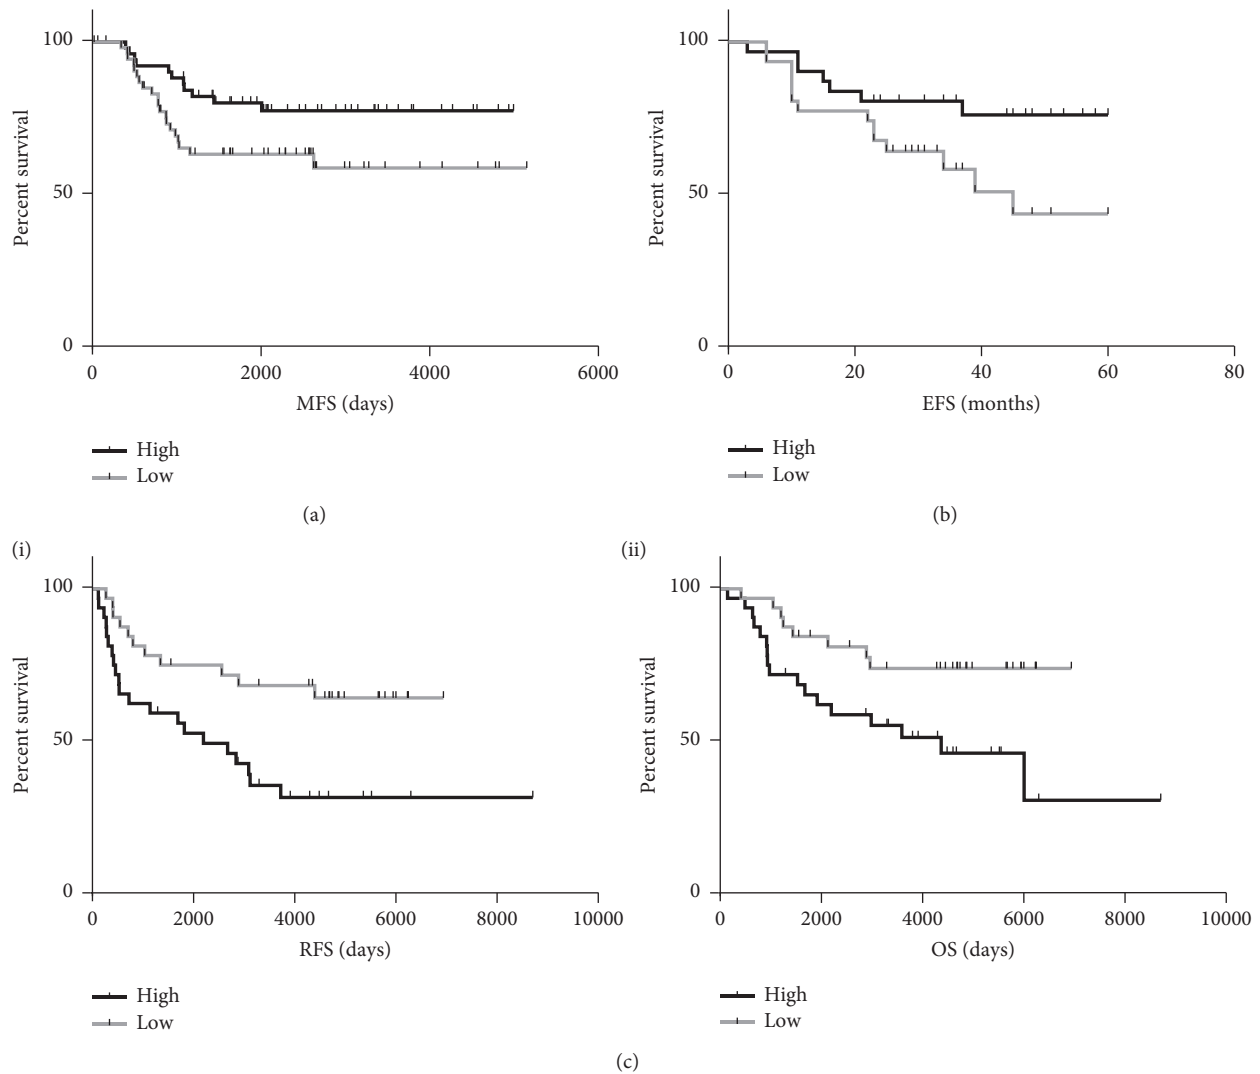 100
50
0
Percent survival
0 2000 4000 6000
MFS (days)
High
Low
(a)
100
50
0
Percent survival
0 20 40 60 80
EFS (months)
High
Low
(b)
(i)
100
50
0
Percent survival
0 2000 4000 6000 8000 10000
RFS (days)
High
Low
(ii)
100
50
0
Percent survival
0 2000 4000 6000 8000 10000
OS (days)
High
Low
(c)